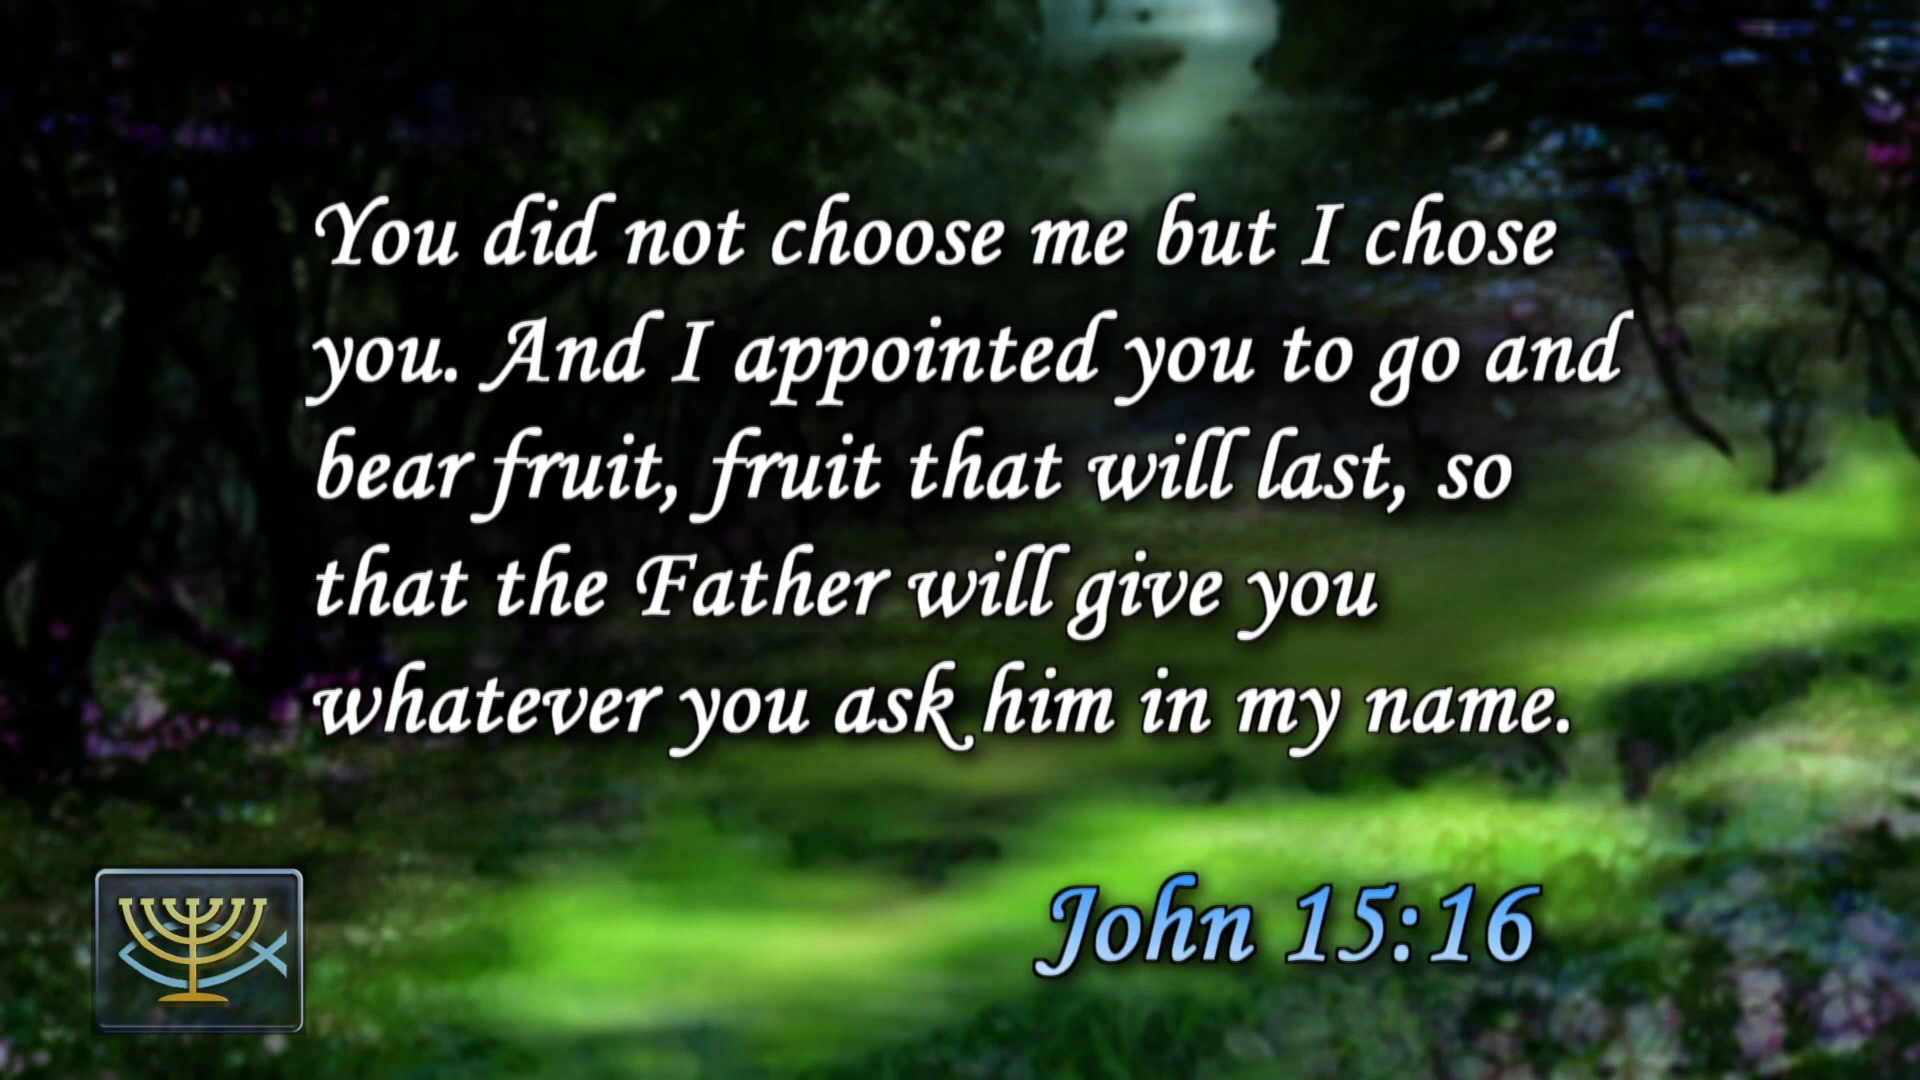 You did not choose me but I chose
you. And I appointed you to go and
bear fruit, fruit that will last, so
that the Father will give you
whatever you ask him in my name.
John 15:16